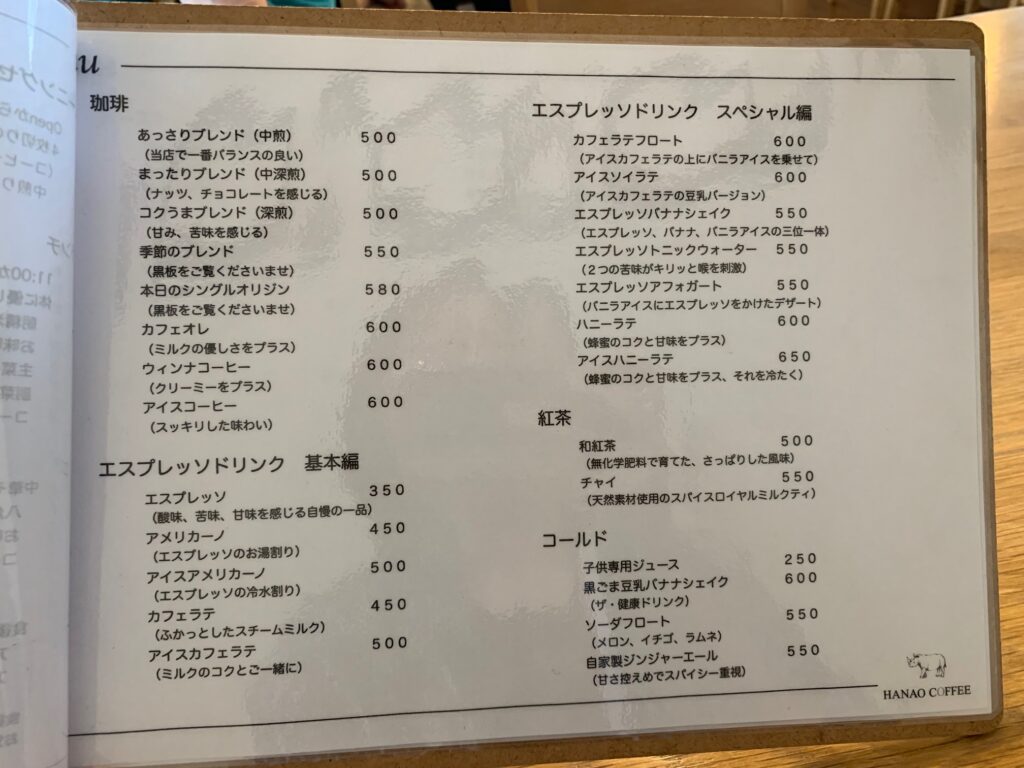 u
珈琲
あっさりブレンド（中煎） 500
（当店で一番バランスの良い）
まったりブレンド（中深煎） 500
（ナッツ、チョコレートを感じる）
コクうまブレンド（深煎） 500
（甘み、苦味を感じる）
季節のブレンド 550
（黒板をご覧くださいませ）
本日のシングルオリジン 580
（黒板をご覧くださいませ）
カフェオレ 600
（ミルクの優しさをプラス）
ウィンナコーヒー 600
（クリーミーをプラス）
アイスコーヒー 600
（スッキリした味わい）
エスプレッソドリンク 基本編
エスプレッソ 350
（酸味、苦味、甘味を感じる自慢の一品）
アメリカーノ 450
（エスプレッソのお湯割り）
アイスアメリカーノ 500
（エスプレッソの冷水割り）
カフェラテ 450
（ふかっとしたスチームミルク）
アイスカフェラテ 500
（ミルクのコクとご一緒に）
エスプレッソドリンク スペシャル編
カフェラテフロート 600
（アイスカフェラテの上にバニラアイスを乗せて）
アイスソイラテ 600
（アイスカフェラテの豆乳バージョン）
エスプレッソバナナシェイク 550
（エスプレッソ、バナナ、バニラアイスの三位一体）
エスプレッソトニックウォーター 550
（２つの苦味がキリッと喉を刺激）
エスプレッソアフォガート 550
（バニラアイスにエスプレッソをかけたデザート）
ハニーラテ 600
（蜂蜜のコクと甘味をプラス）
アイスハニーラテ 650
（蜂蜜のコクと甘味をプラス、それを冷たく）
紅茶
和紅茶 500
（無化学肥料で育てた、さっぱりした風味）
チャイ 550
（天然素材使用のスパイスロイヤルミルクティ）
コールド
子供専用ジュース 250
黒ごま豆乳バナナシェイク 600
（ザ・健康ドリンク）
ソーダフロート 550
（メロン、イチゴ、ラムネ）
自家製ジンジャーエール 550
（甘さ控えめでスパイシー重視）
HANAO COFFEE